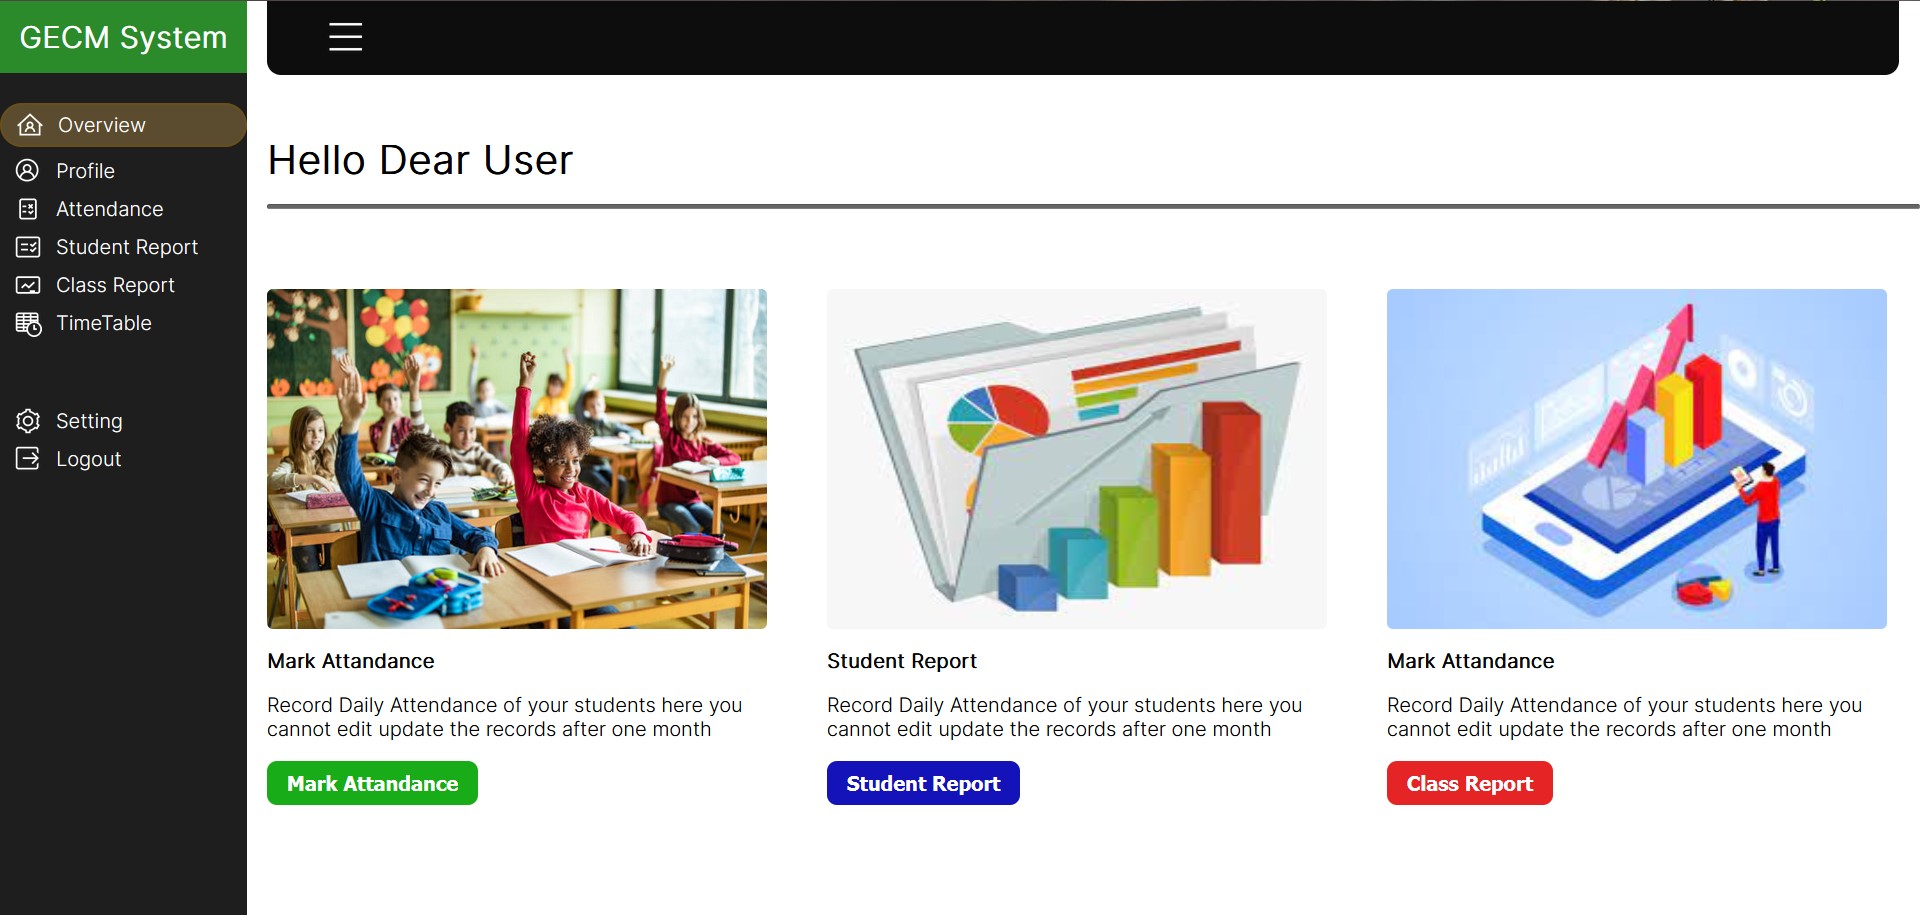 GECM System
Overview
Profile
Attendance
Student Report
Class Report
TimeTable
Setting
Logout
Hello Dear User
Mark Attandance
Record Daily Attendance of your students here you
cannot edit update the records after one month
Mark Attandance
Student Report
Record Daily Attendance of your students here you
cannot edit update the records after one month
Student Report
Mark Attandance
Record Daily Attendance of your students here you
cannot edit update the records after one month
Class Report